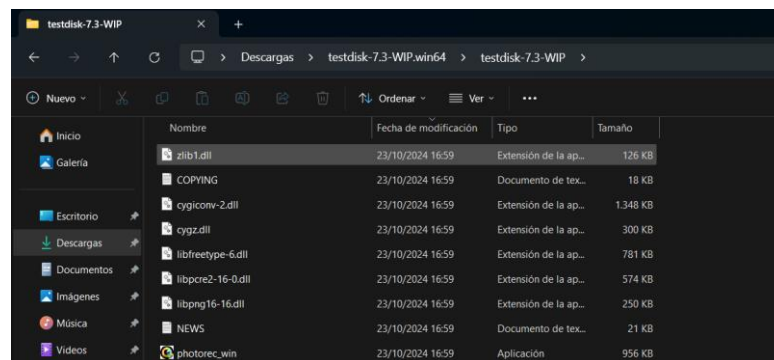 testdisk-7.3-WIP
Descargas > testdisk-7.3-WIP.win64 > testdisk-7.3-WIP >
Nuevo Ordenar Ver ...
Inicio
Galería
Escritorio
Descargas
Documentos
Imágenes
Música
Vídeos
Nombre Fecha de modificación Tipo Tamaño
zlib1.dll 23/10/2024 16:59 Extensión de la ap... 126 KB
COPYING 23/10/2024 16:59 Documento de tex... 18 KB
cygiconv-2.dll 23/10/2024 16:59 Extensión de la ap... 1.348 KB
cygz.dll 23/10/2024 16:59 Extensión de la ap... 300 KB
libfreetype-6.dll 23/10/2024 16:59 Extensión de la ap... 781 KB
libpcre2-16-0.dll 23/10/2024 16:59 Extensión de la ap... 574 KB
libpng16-16.dll 23/10/2024 16:59 Extensión de la ap... 250 KB
NEWS 23/10/2024 16:59 Documento de tex... 21 KB
photorec_win 23/10/2024 16:59 Aplicación 956 KB